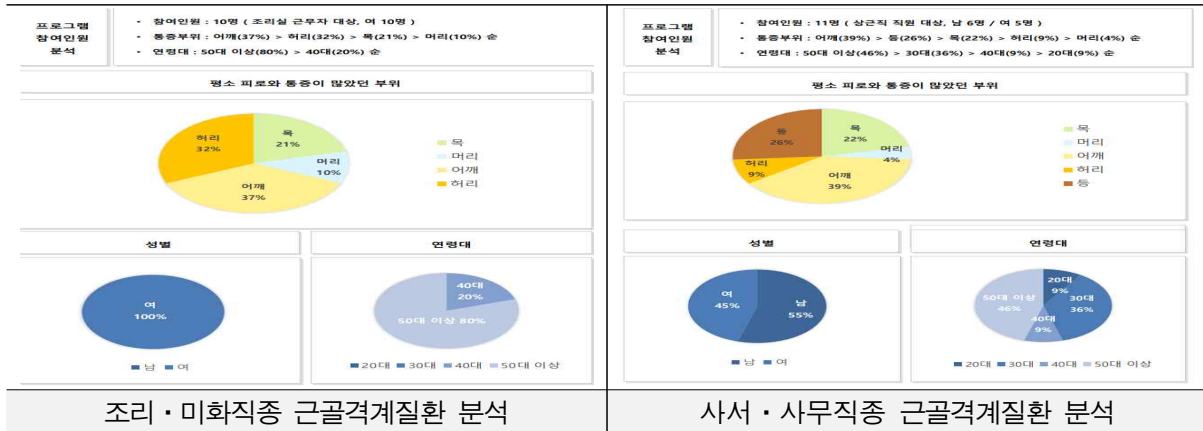 프로그램
참여인원
분석
- 참여인원 : 10명 ( 조리실 근무자 대상, 여 10명 )
- 통증부위 : 어깨(37%) > 허리(32%) > 목(21%) > 머리(10%) 순
- 연령대 : 50대 이상(80%) > 40대(20%) 순
평소 피로와 통증이 많았던 부위
허리
32%
목
21%
머리
10%
어깨
37%
목
머리
어깨
허리
성별
여
100%
남 여
연령대
40대
20%
50대 이상 80%
20대 30대 40대 50대 이상
조리・미화직종 근골격계질환 분석
프로그램
참여인원
분석
- 참여인원 : 11명 ( 상근직 직원 대상, 남 6명 / 여 5명 )
- 통증부위 : 어깨(39%) > 등(26%) > 목(22%) > 허리(9%) > 머리(4%) 순
- 연령대 : 50대 이상(46%) > 30대(36%) > 40대(9%) > 20대(9%) 순
평소 피로와 통증이 많았던 부위
등
26%
목
22%
머리
4%
허리
9%
어깨
39%
목
머리
어깨
허리
등
성별
여
45%
남
55%
남 여
연령대
20대
9%
50대 이상
46%
30대
36%
40대
9%
20대 30대 40대 50대 이상
사서・사무직종 근골격계질환 분석